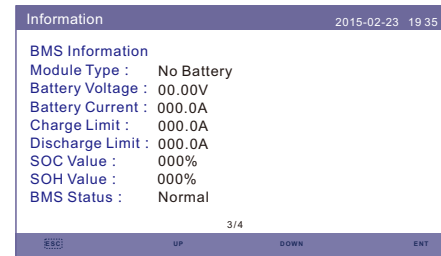 Information 2015-02-23 19 35
BMS Information
Module Type : No Battery
Battery Voltage : 00.00V
Battery Current : 000.0A
Charge Limit : 000.0A
Discharge Limit : 000.0A
SOC Value : 000%
SOH Value : 000%
BMS Status : Normal
3/4
ESC UP DOWN ENT